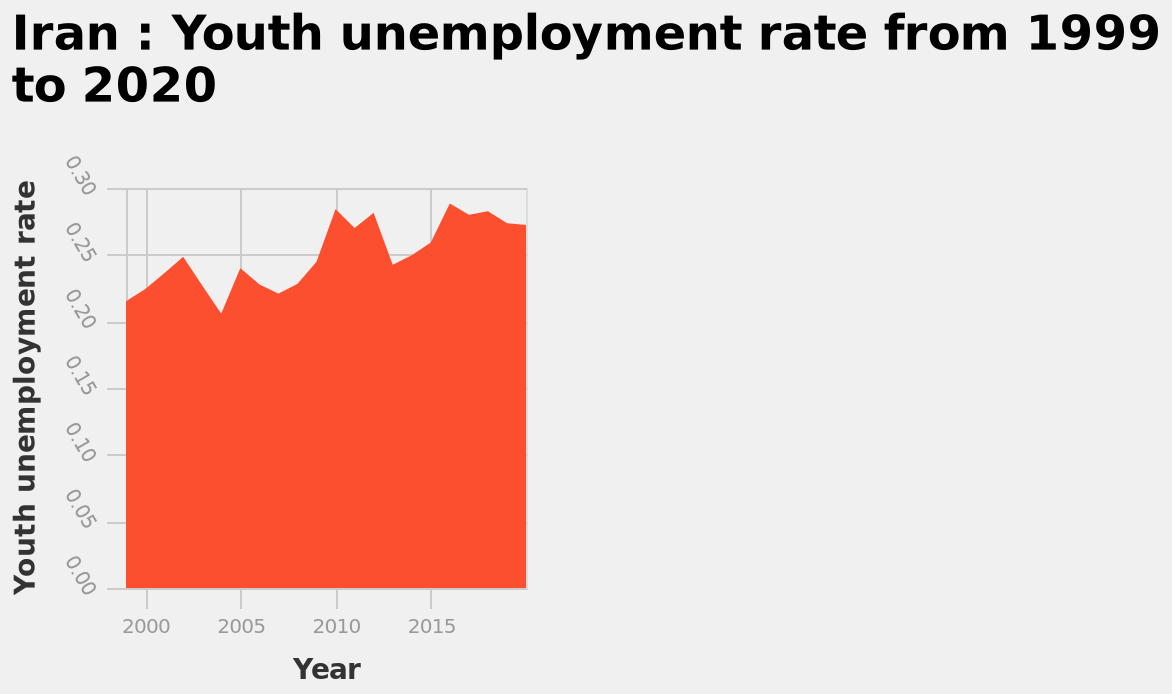 Iran : Youth unemployment rate from 1999
to 2020
Youth unemployment rate
0.30
0.25
0.20
0.15
0.10
0.05
0.00
2000 2005 2010 2015
Year